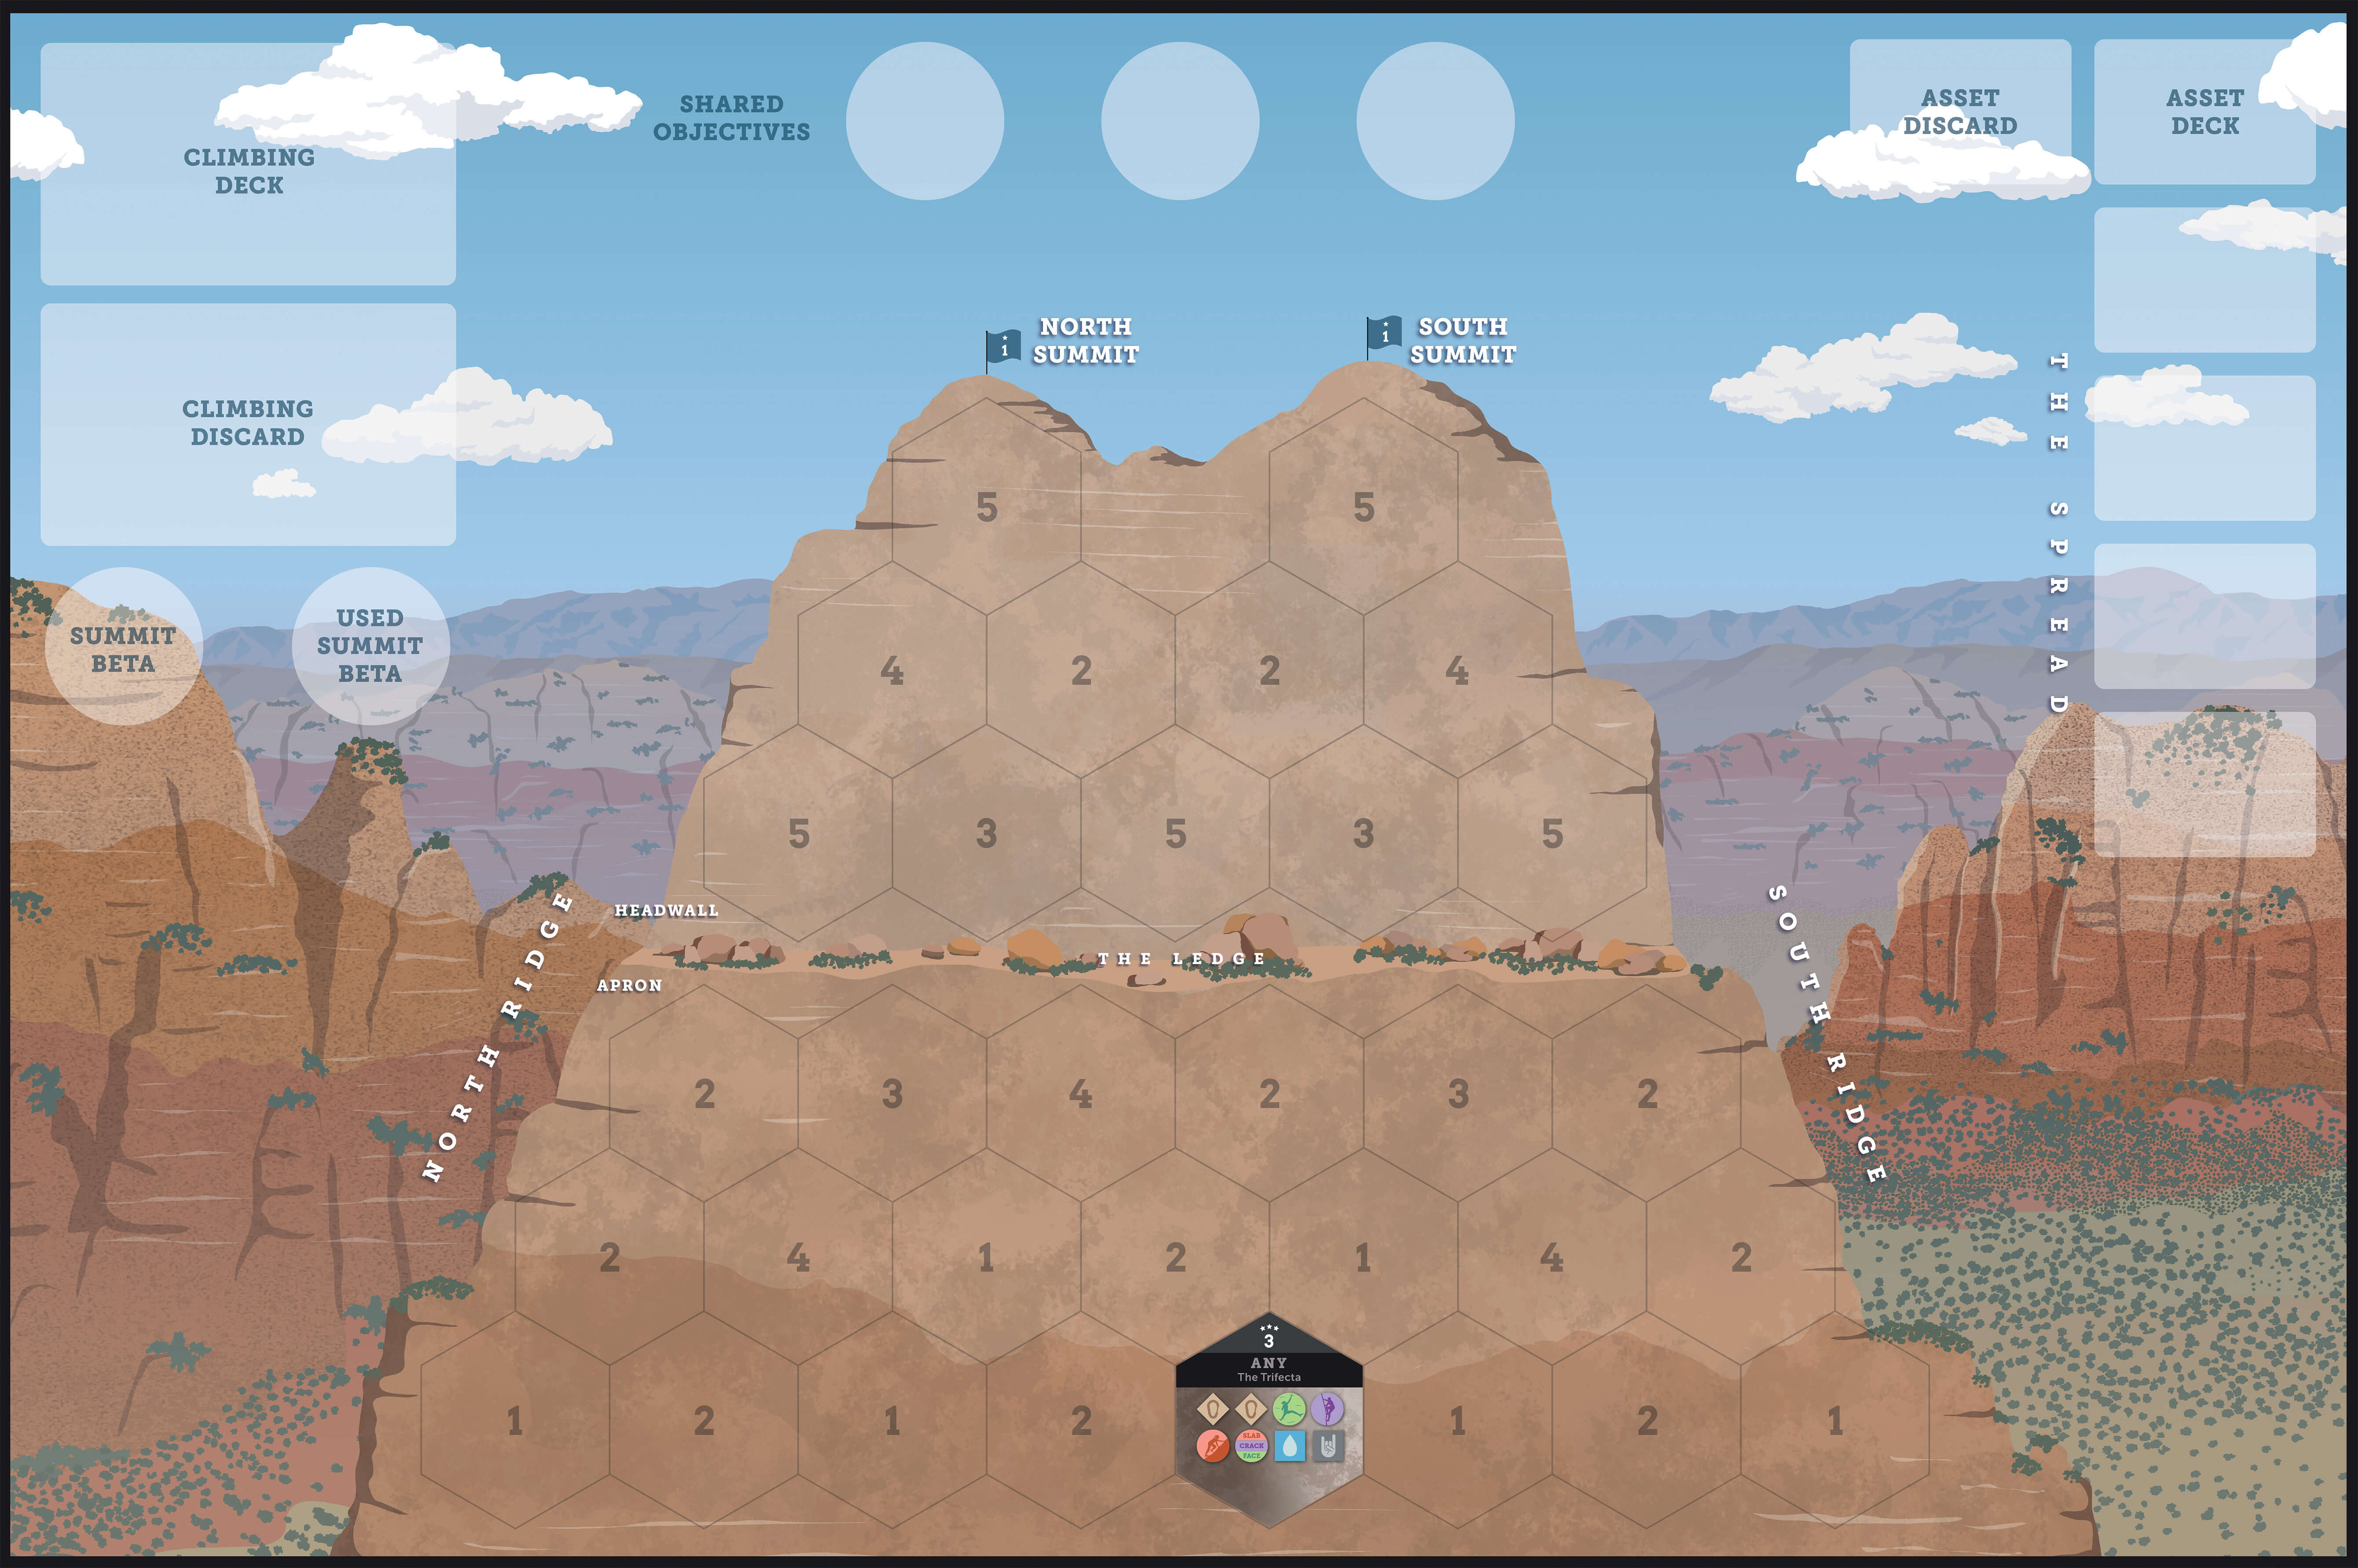 SHARED
OBJECTIVES
ASSET
DISCARD
ASSET
DECK
CLIMBING
DECK
1
NORTH
SUMMIT
1
SOUTH
SUMMIT
CLIMBING
DISCARD
THE SPREAD
5 5
SUMMIT
BETA
USED
SUMMIT
BETA
4 2 2 4
5 3 5 3 5
HEADWALL
THE LEDGE
APRON
NORTH RIDGE
SOUTH RIDGE
2 3 4 2 3 2
2 4 1 2 1 4 2
3
ANY
The Trifecta
1 2 1 2 1 2 1
SLAB
CRACK
FACE